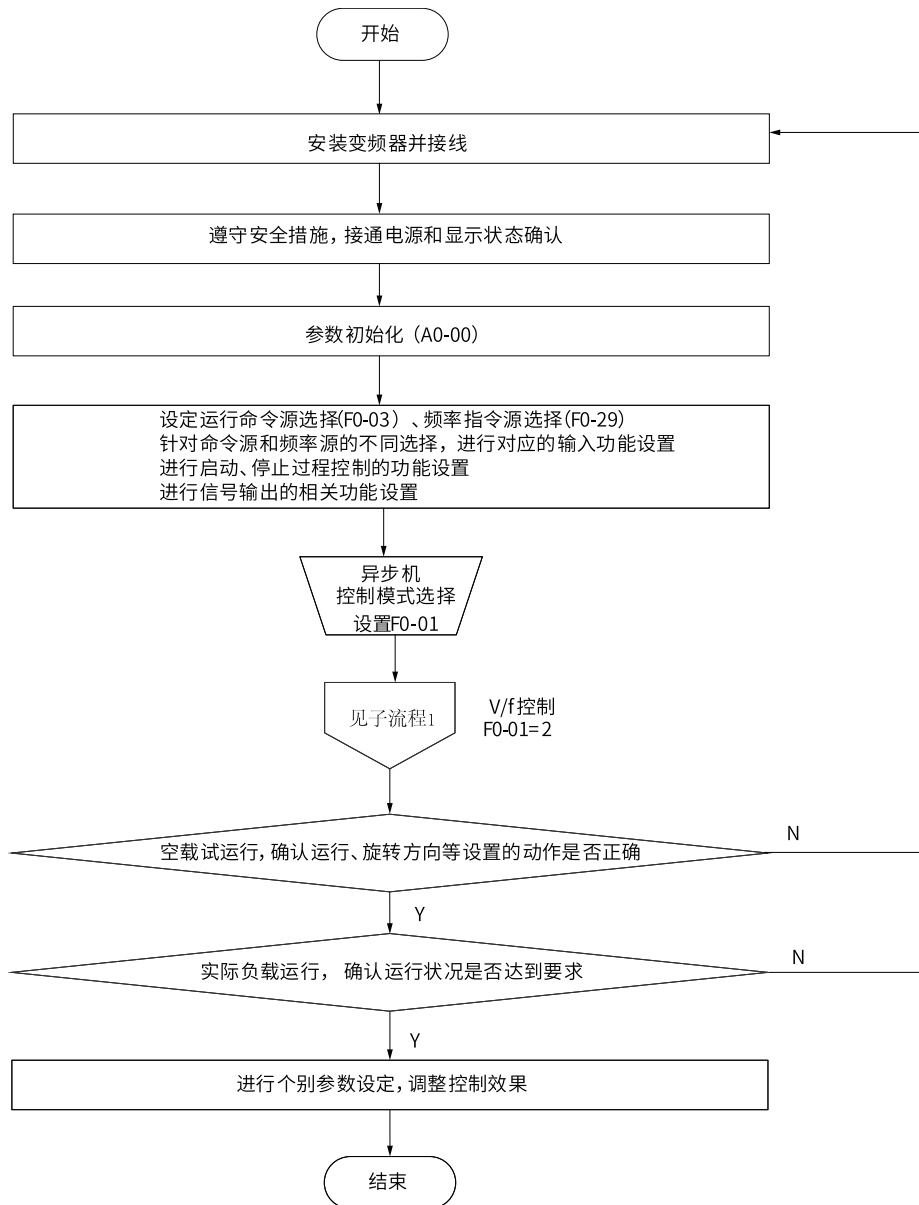 开始
安装变频器并接线
遵守安全措施，接通电源和显示状态确认
参数初始化（A0-00）
设定运行命令源选择(F0-03）、频率指令源选择(F0-29)
针对命令源和频率源的不同选择，进行对应的输入功能设置
进行启动、停止过程控制的功能设置
进行信号输出的相关功能设置
异步机
控制模式选择
设置F0-01
见子流程1
V/f控制
F0-01=2
空载试运行，确认运行、旋转方向等设置的动作是否正确
N
Y
实际负载运行， 确认运行状况是否达到要求
N
Y
进行个别参数设定，调整控制效果
结束